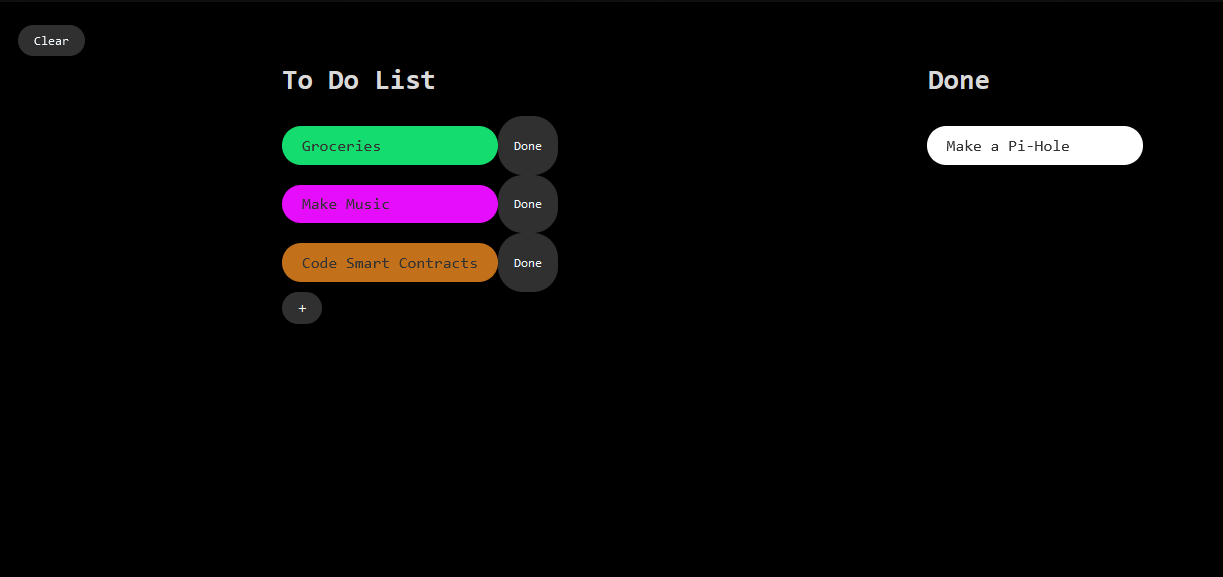 Clear
To Do List
Groceries
Done
Make Music
Done
Code Smart Contracts
Done
+
Done
Make a Pi-Hole